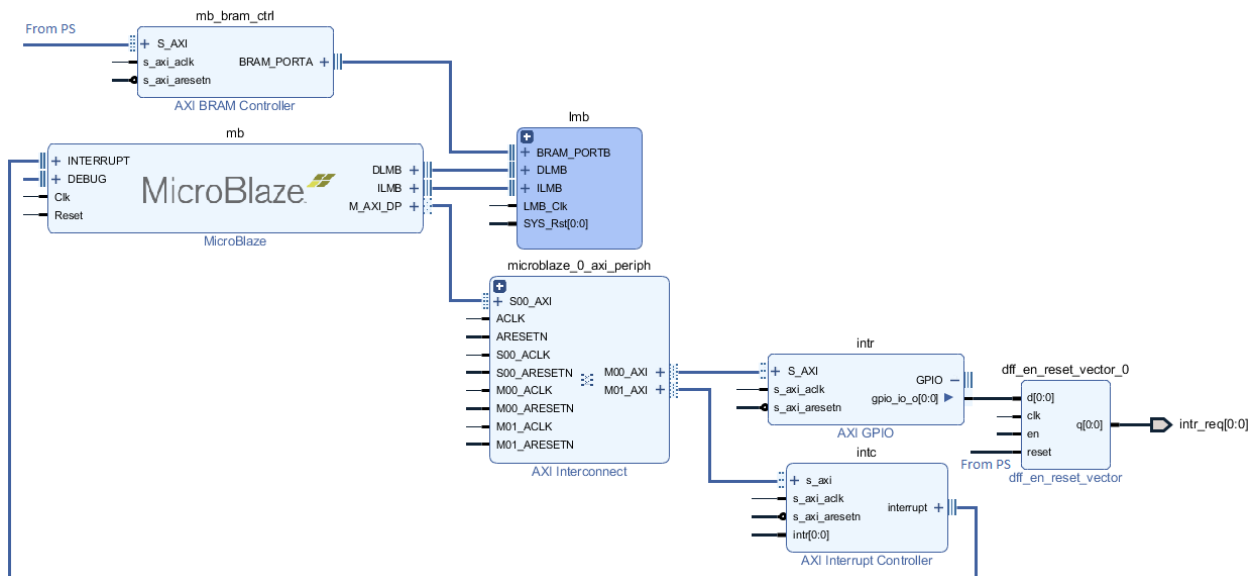 mb_bram_ctrl
From PS
S_AXI
s_axi_aclk
s_axi_aresetn
BRAM_PORTA
AXI BRAM Controller
mb
INTERRUPT
DEBUG
Clk
Reset
MicroBlaze
DLMB
ILMB
M_AXI_DP
MicroBlaze
lmb
BRAM_PORTB
DLMB
ILMB
LMB_Clk
SYS_Rst[0:0]
microblaze_0_axi_periph
S00_AXI
ACLK
ARESETN
S00_ACLK
S00_ARESETN
M00_ACLK
M00_ARESETN
M01_ACLK
M01_ARESETN
M00_AXI
M01_AXI
AXI Interconnect
intr
S_AXI
s_axi_aclk
s_axi_aresetn
GPIO
gpio_io_o[0:0]
AXI GPIO
dff_en_reset_vector_0
d[0:0]
clk
en
reset
q[0:0]
dff_en_reset_vector
From PS
intr_req[0:0]
intc
s_axi
s_axi_aclk
s_axi_aresetn
intr[0:0]
interrupt
AXI Interrupt Controller